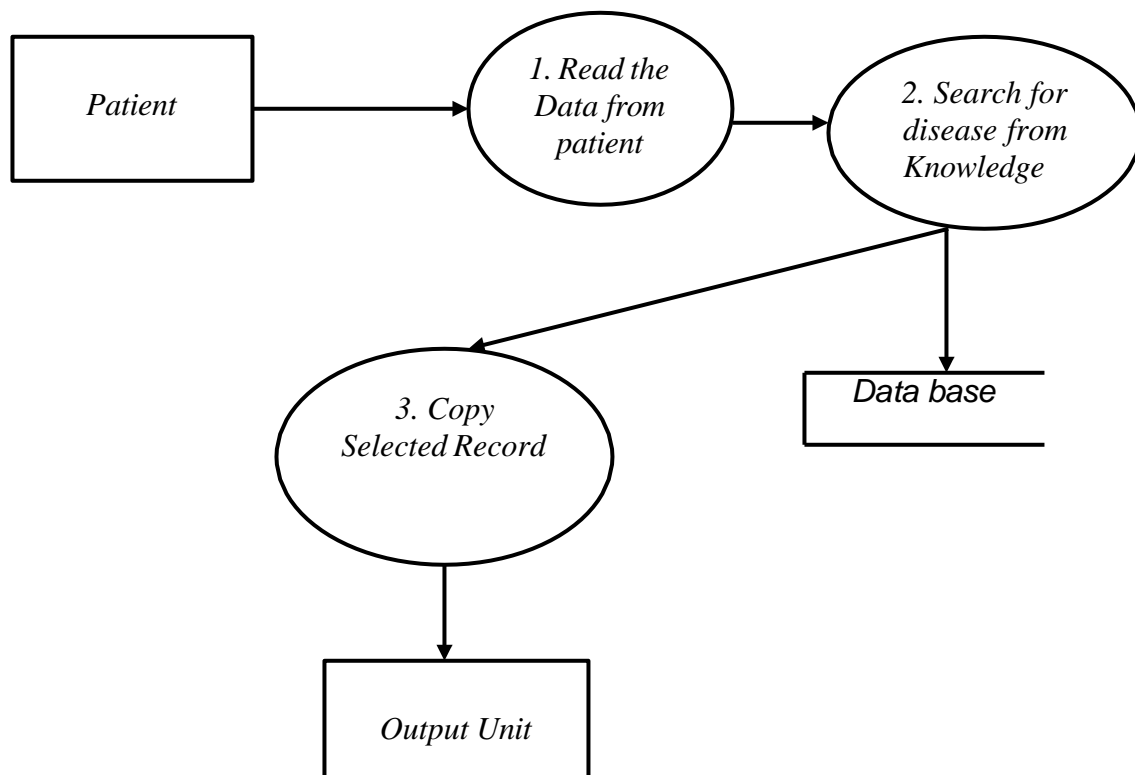 Patient
1. Read the
Data from
patient
2. Search for
disease from
Knowledge
3. Copy
Selected Record
Data base
Output Unit